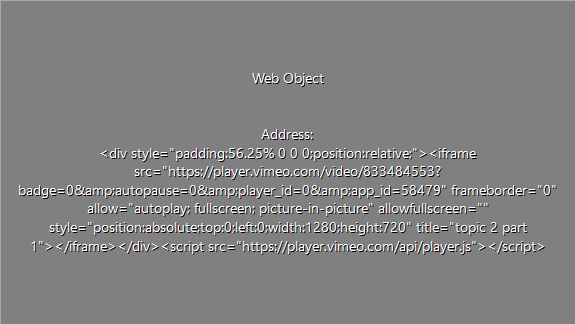 Web Object
Address:
<div style="padding:56.25% 0 0 0;position:relative;"><iframe
src="https://player.vimeo.com/video/833484553?
badge=0&amp;autopause=0&amp;player_id=0&amp;app_id=58479" frameborder="0"
allow="autoplay; fullscreen; picture-in-picture" allowfullscreen=""
style="position:absolute;top:0;left:0;width:1280;height:720" title="topic 2 part
1"></iframe></div><script src="https://player.vimeo.com/api/player.js"></script>